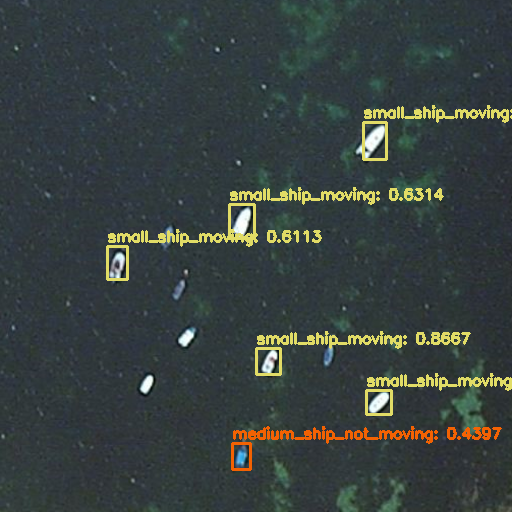 small_ship_moving:
small_ship_moving: 0.6314
small_ship_moving: 0.6113
small_ship_moving: 0.8667
small_ship_moving
medium_ship_not_moving: 0.4397